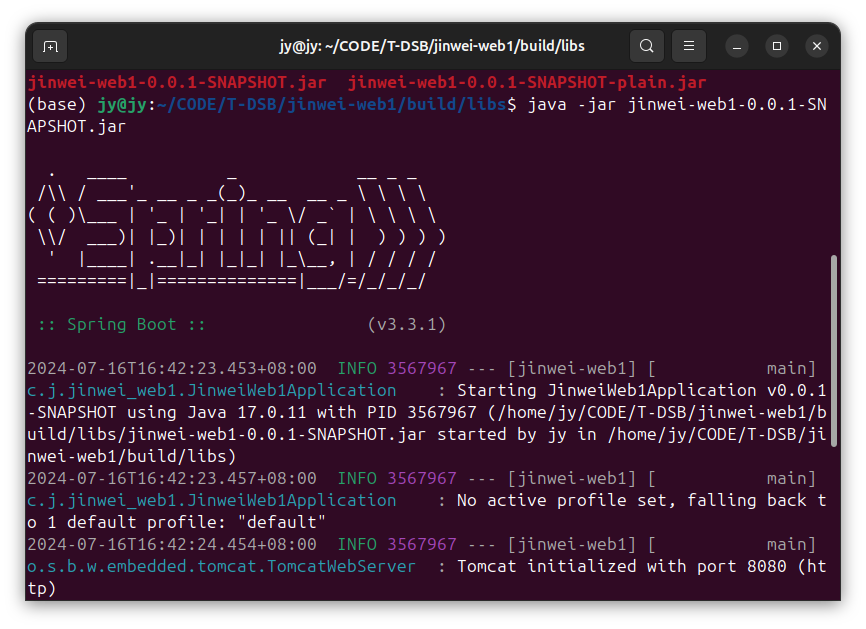 jy@jy: ~/CODE/T-DSB/jinwei-web1/build/libs
jinwei-web1-0.0.1-SNAPSHOT.jar  jinwei-web1-0.0.1-SNAPSHOT-plain.jar
(base) jy@jy:~/CODE/T-DSB/jinwei-web1/build/libs$ java -jar jinwei-web1-0.0.1-SN
APSHOT.jar
  .   ____          _            __ _ _
 /\\ / ___'_ __ _ _(_)_ __  __ _ \ \ \ \
( ( )\___ | '_ | '_| | '_ \/ _` | \ \ \ \
 \\/  ___)| |_)| | | | | || (_| |  ) ) ) )
  '  |____| .__|_| |_|_| |_\__, | / / / /
 =========|_|==============|___/=/_/_/_/
 :: Spring Boot ::                (v3.3.1)
2024-07-16T16:42:23.453+08:00  INFO 3567967 --- [jinwei-web1] [           main]
c.j.jinwei_web1.JinweiWeb1Application    : Starting JinweiWeb1Application v0.0.1
-SNAPSHOT using Java 17.0.11 with PID 3567967 (/home/jy/CODE/T-DSB/jinwei-web1/b
uild/libs/jinwei-web1-0.0.1-SNAPSHOT.jar started by jy in /home/jy/CODE/T-DSB/ji
nwei-web1/build/libs)
2024-07-16T16:42:23.457+08:00  INFO 3567967 --- [jinwei-web1] [           main]
c.j.jinwei_web1.JinweiWeb1Application    : No active profile set, falling back t
o 1 default profile: "default"
2024-07-16T16:42:24.454+08:00  INFO 3567967 --- [jinwei-web1] [           main]
o.s.b.w.embedded.tomcat.TomcatWebServer  : Tomcat initialized with port 8080 (ht
tp)